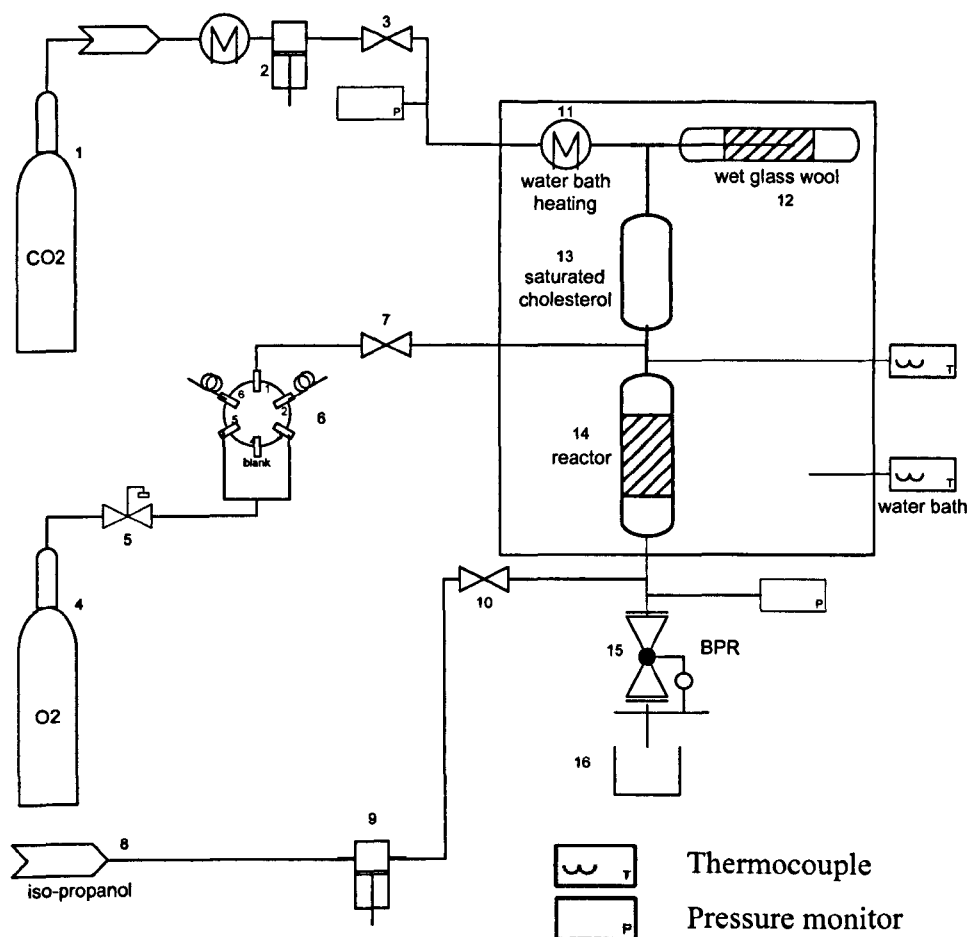 3
2
P
1
11
water bath
heating
wet glass wool
12
CO2
13
saturated
cholesterol
7
T
6
1
2
5
6
blank
14
reactor
T
water bath
5
4
10
P
15
BPR
O2
16
9
8
iso-propanol
T
Thermocouple
P
Pressure monitor